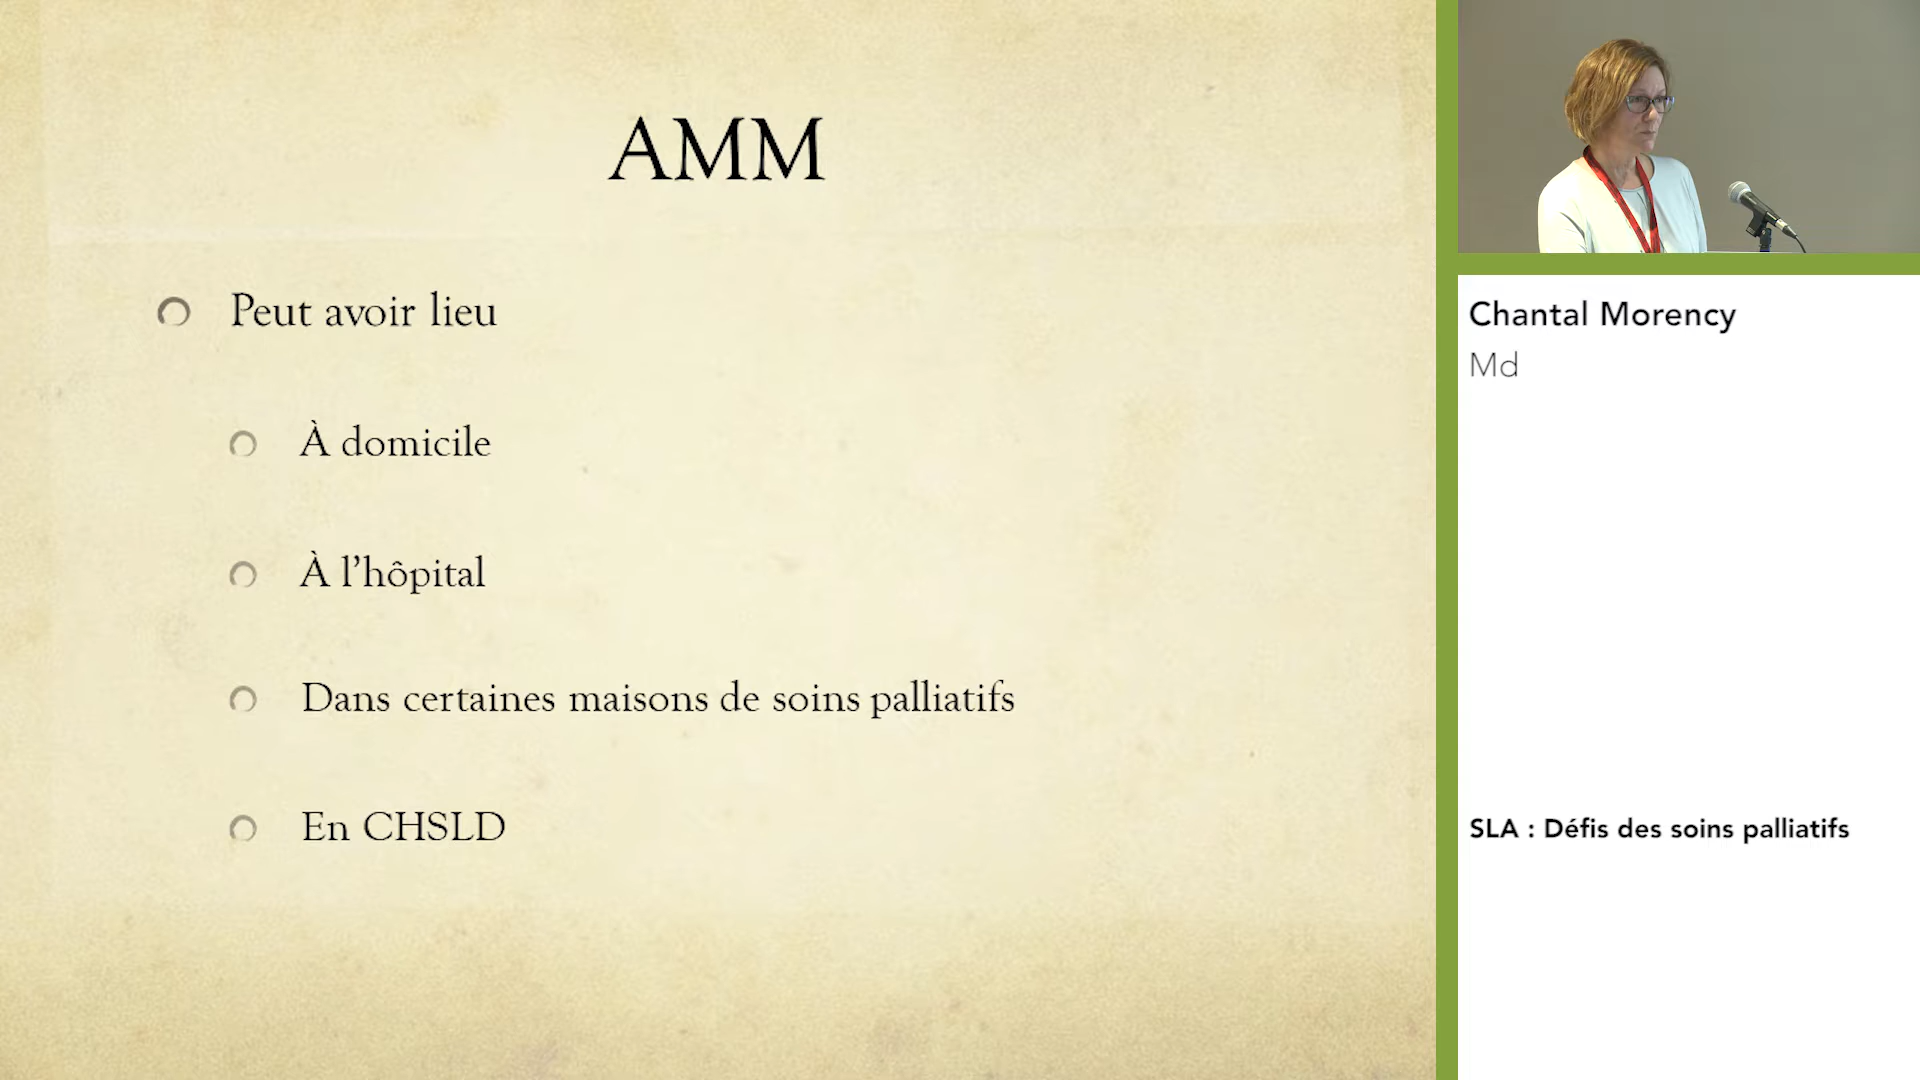 AMM
Peut avoir lieu
À domicile
À l’hôpital
Dans certaines maisons de soins palliatifs
En CHSLD
Chantal Morency
Md
SLA : Défis des soins palliatifs